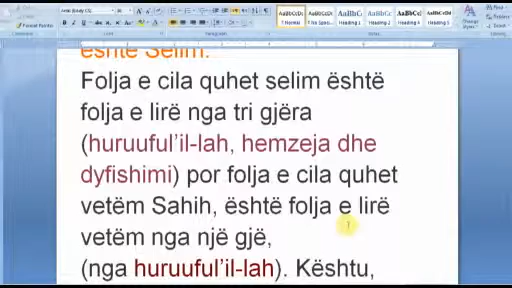 është Selim.
Folja e cila quhet selim është
folja e lirë nga tri gjëra
(huruuful’il-lah, hemzeja dhe
dyfishimi) por folja e cila quhet
vetëm Sahih, është folja e lirë
vetëm nga një gjë,
(nga huruuful’il-lah). Kështu,